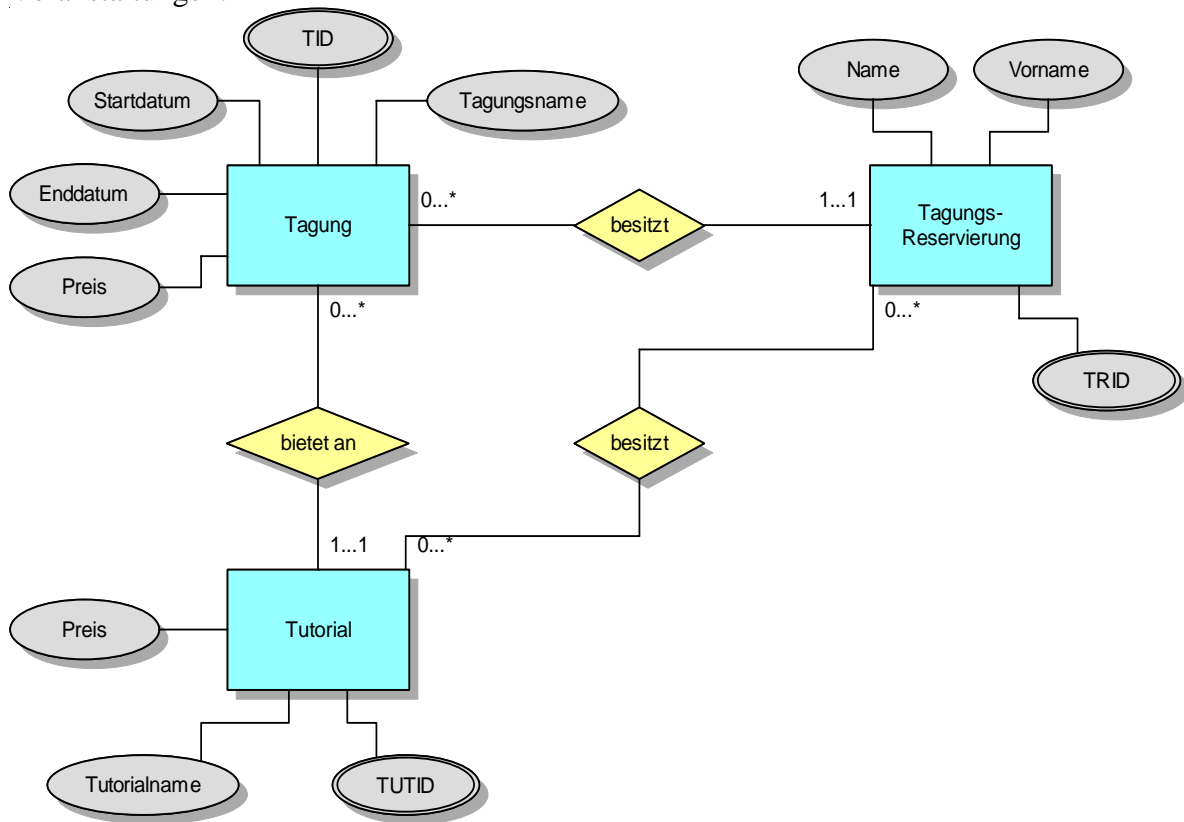 TID
Name
Vorname
Startdatum
Tagungsname
Enddatum
0...*
1...1
Tagung
besitzt
Tagungs-
Reservierung
Preis
0...*
0...*
TRID
bietet an
besitzt
1...1
0...*
Preis
Tutorial
Tutorialname
TUTID